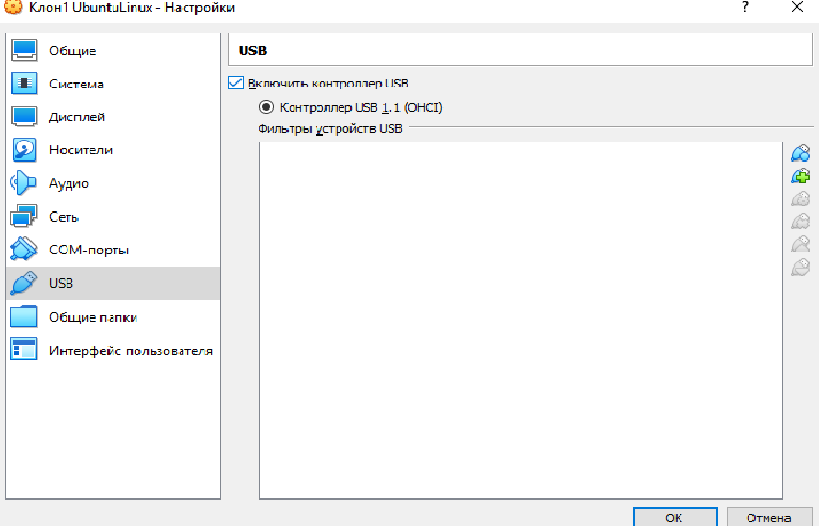 Клон1 UbuntuLinux - Настройки ?
Общие
Система
Дисплей
Носители
Аудио
Сеть
COM-порты
USB
Общие папки
Интерфейс пользователя
USB
Включить контроллер USB
Контроллер USB 1.1 (OHCI)
Фильтры устройств USB
OK
Отмена